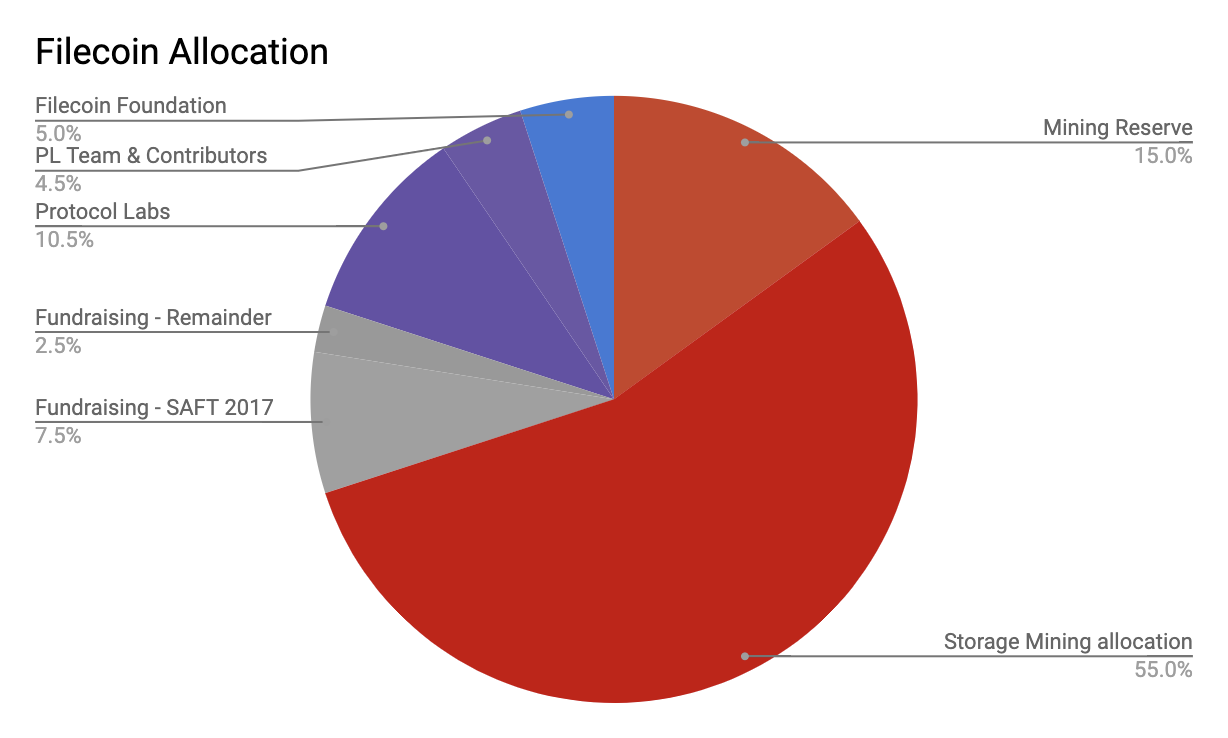 Filecoin Allocation
Filecoin Foundation
5.0%
PL Team & Contributors
4.5%
Protocol Labs
10.5%
Fundraising - Remainder
2.5%
Fundraising - SAFT 2017
7.5%
Mining Reserve
15.0%
Storage Mining allocation
55.0%